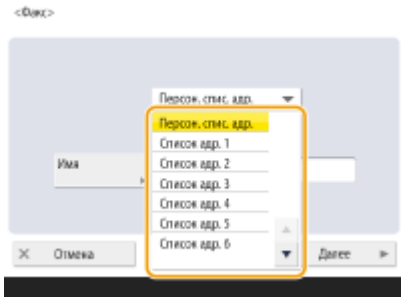 <Факс>
Персон. спис. адр.
Персон. спис. адр.
Список адр. 1
Список адр. 2
Имя
Список адр. 3
Список адр. 4
Список адр. 5
Список адр. 6
Отмена
Далее